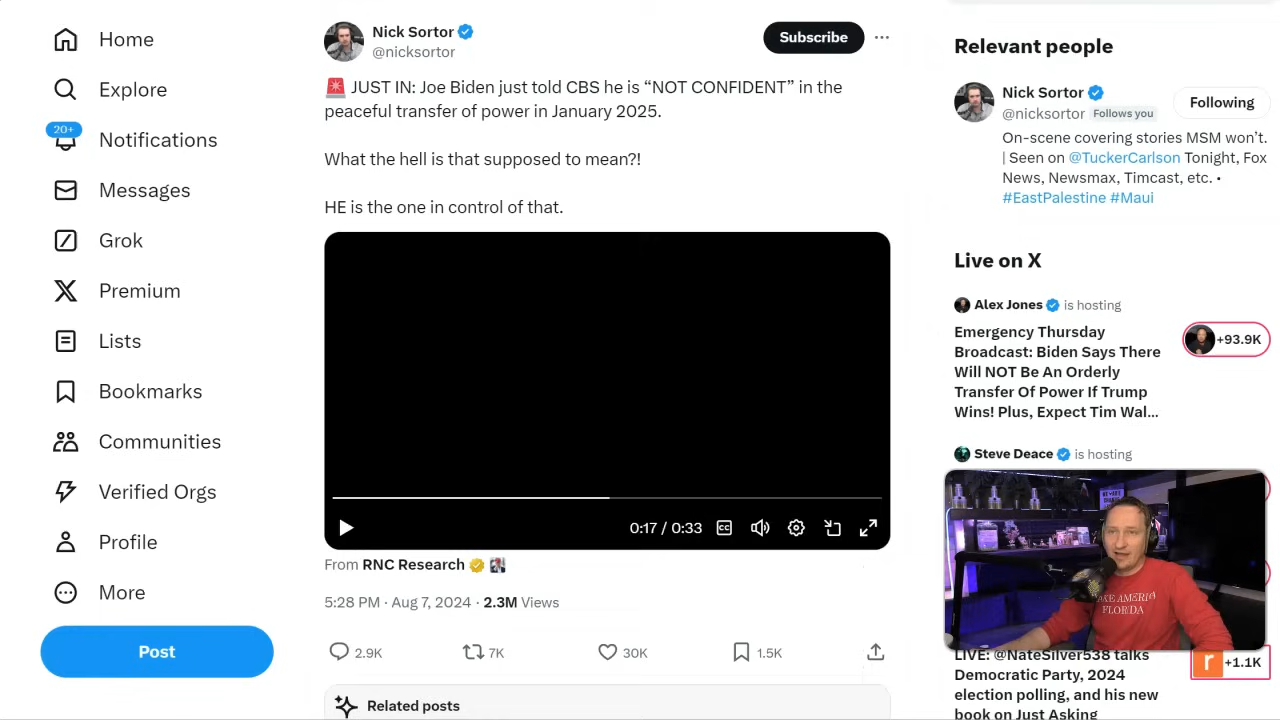 Home
Explore
20+
Notifications
Messages
Grok
Premium
Lists
Bookmarks
Communities
Verified Orgs
Profile
More
Post
Nick Sortor
@nicksortor
Subscribe
🚨 JUST IN: Joe Biden just told CBS he is “NOT CONFIDENT” in the
peaceful transfer of power in January 2025.
What the hell is that supposed to mean?!
HE is the one in control of that.
0:17 / 0:33
CC
From RNC Research
5:28 PM · Aug 7, 2024 · 2.3M Views
2.9K
7K
30K
1.5K
Related posts
Relevant people
Nick Sortor
@nicksortor Follows you
Following
On-scene covering stories MSM won’t.
| Seen on @TuckerCarlson Tonight, Fox
News, Newsmax, Timcast, etc. •
#EastPalestine #Maui
Live on X
Alex Jones is hosting
Emergency Thursday
Broadcast: Biden Says There
Will NOT Be An Orderly
Transfer Of Power If Trump
Wins! Plus, Expect Tim Wal...
+93.9K
Steve Deace is hosting
AMERICA
FLORIDA
LIVE: @NateSilver538 talks
Democratic Party, 2024
election polling, and his new
book on Just Asking
r +1.1K